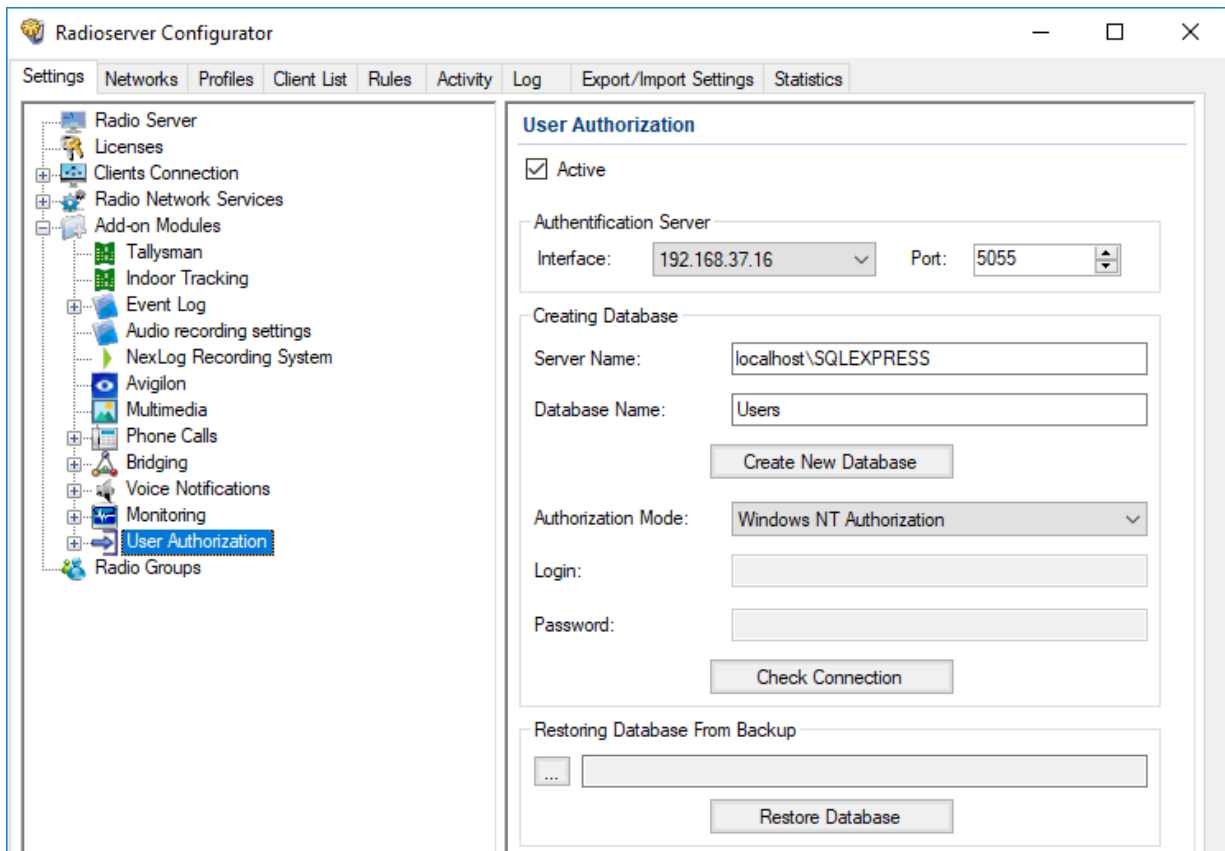 Radioserver Configurator
Settings Networks Profiles Client List Rules Activity Log Export/Import Settings Statistics
Radio Server
Licenses
Clients Connection
Radio Network Services
Add-on Modules
Tallysman
Indoor Tracking
Event Log
Audio recording settings
NexLog Recording System
Avigilon
Multimedia
Phone Calls
Bridging
Voice Notifications
Monitoring
User Authorization
Radio Groups
User Authorization
Active
Authentification Server
Interface: 192.168.37.16 Port: 5055
Creating Database
Server Name: localhost\SQLEXPRESS
Database Name: Users
Create New Database
Authorization Mode: Windows NT Authorization
Login:
Password:
Check Connection
Restoring Database From Backup
...
Restore Database